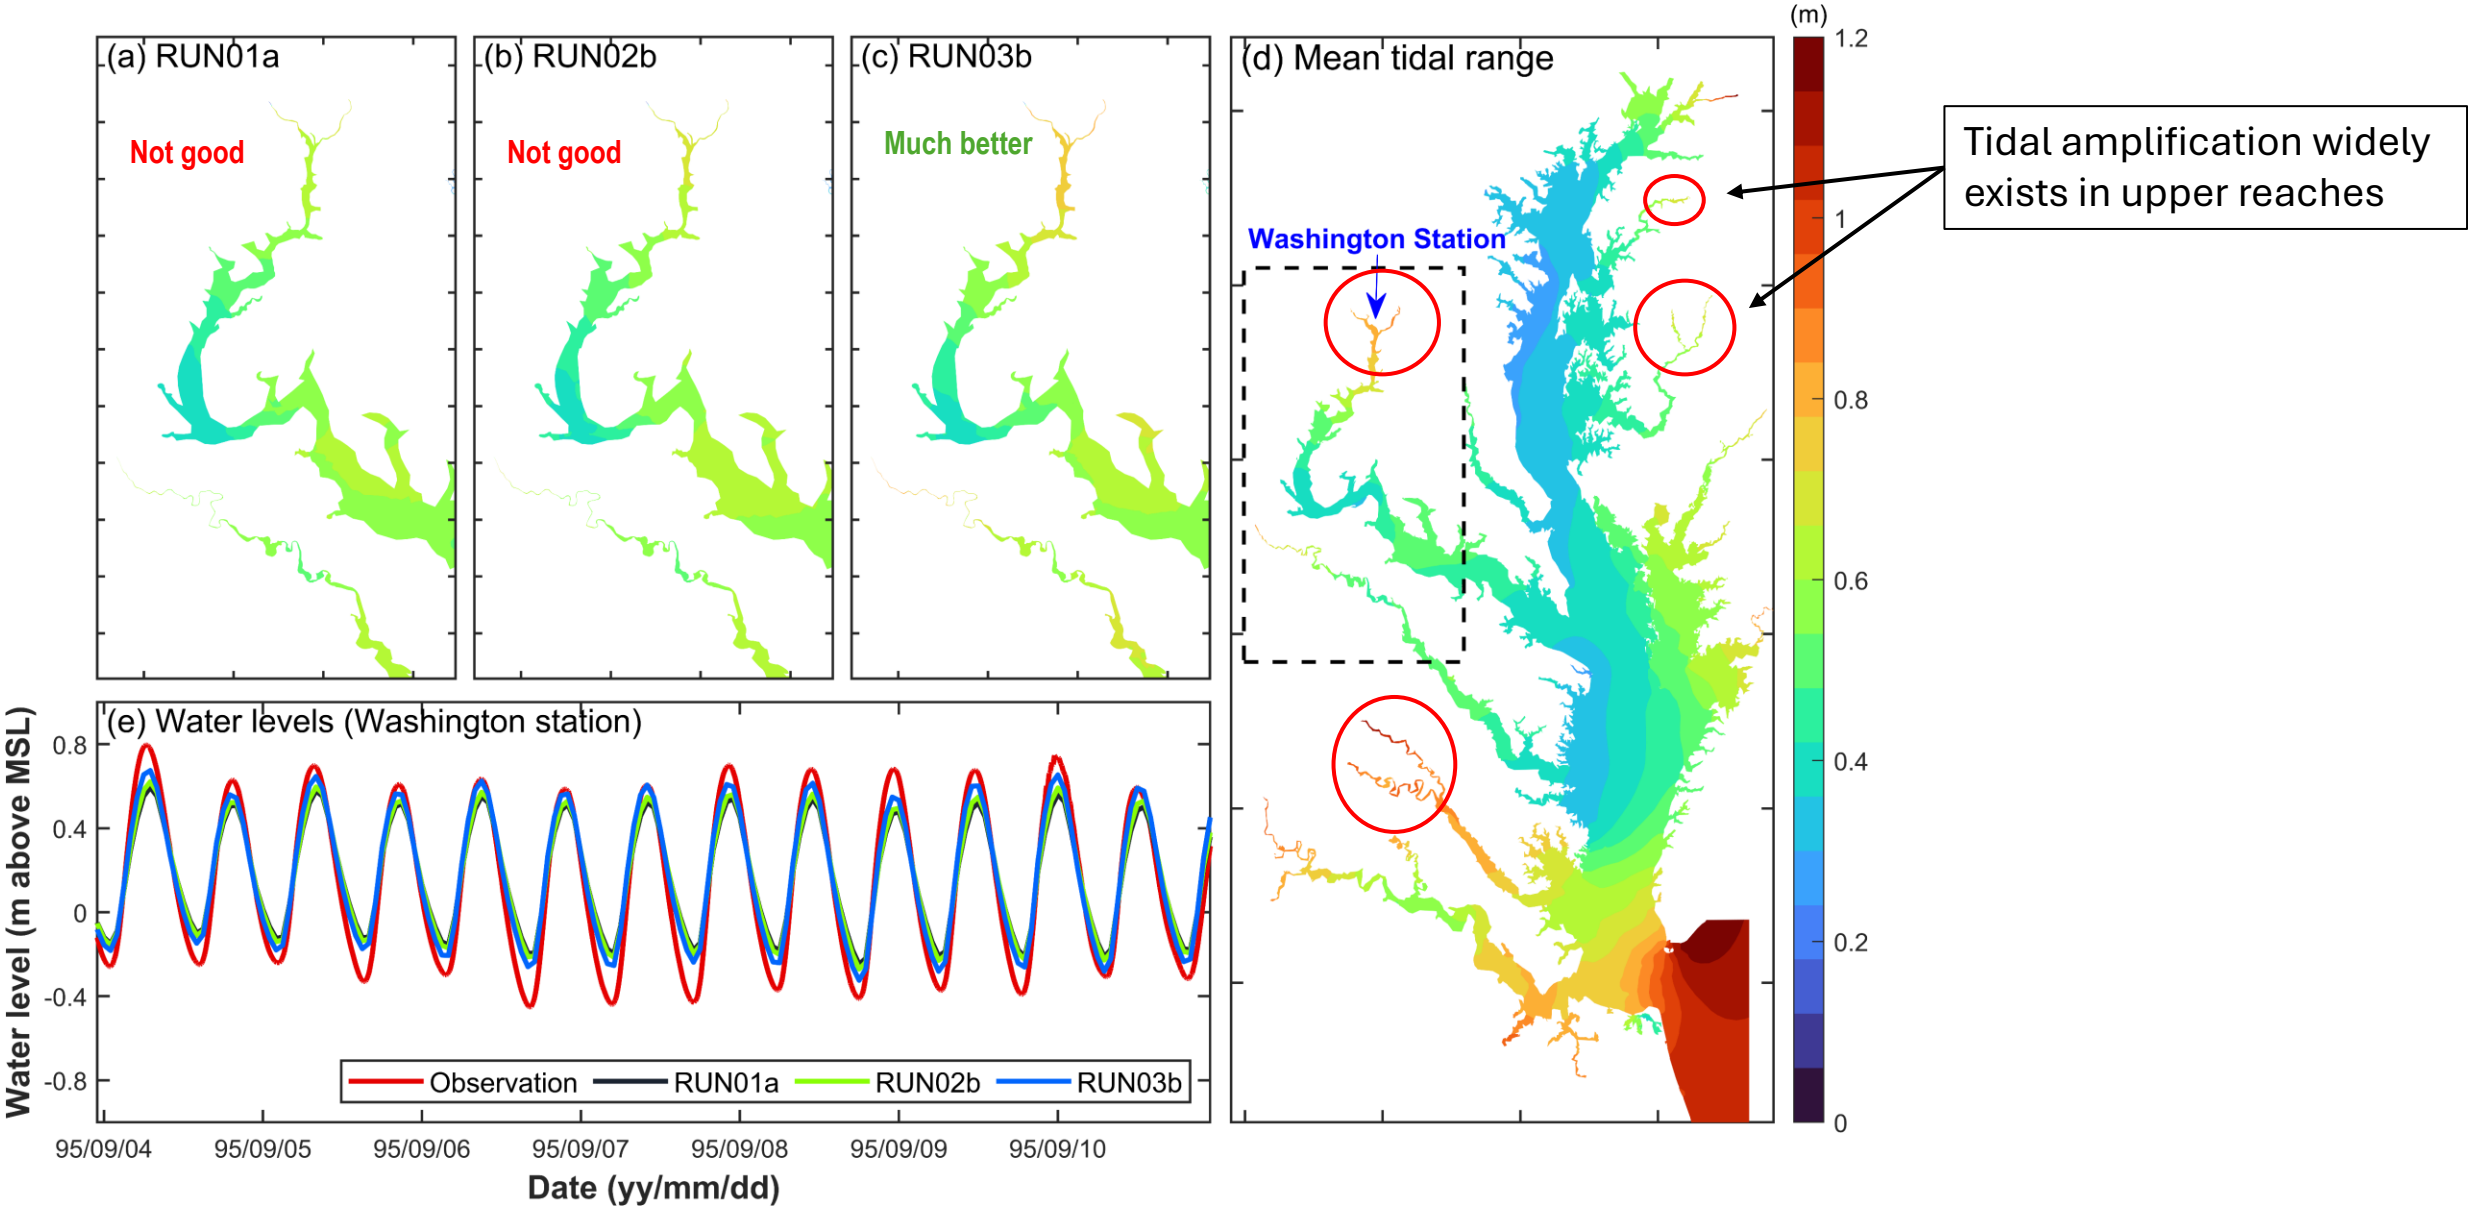 (a) RUN01a
Not good
(b) RUN02b
Not good
(c) RUN03b
Much better
(d) Mean tidal range
Washington Station
(m)
1.2
1
0.8
0.6
0.4
0.2
0
Tidal amplification widely
exists in upper reaches
(e) Water levels (Washington station)
Water level (m above MSL)
0.8
0.4
0
-0.4
-0.8
Observation RUN01a RUN02b RUN03b
95/09/04 95/09/05 95/09/06 95/09/07 95/09/08 95/09/09 95/09/10
Date (yy/mm/dd)